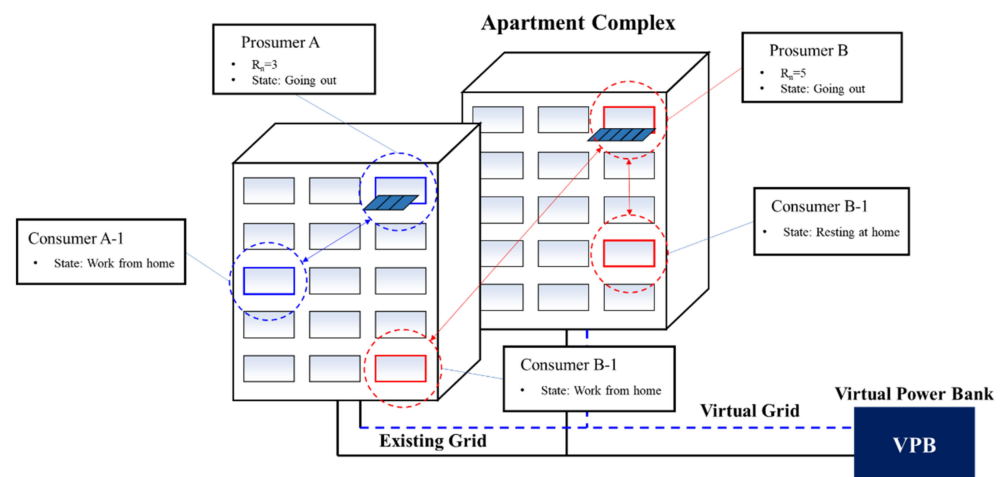 Apartment Complex
Prosumer A
• Rn=3
• State: Going out
Prosumer B
• Rn=5
• State: Going out
Consumer A-1
• State: Work from home
Consumer B-1
• State: Resting at home
Consumer B-1
• State: Work from home
Virtual Power Bank
Virtual Grid
Existing Grid
VPB